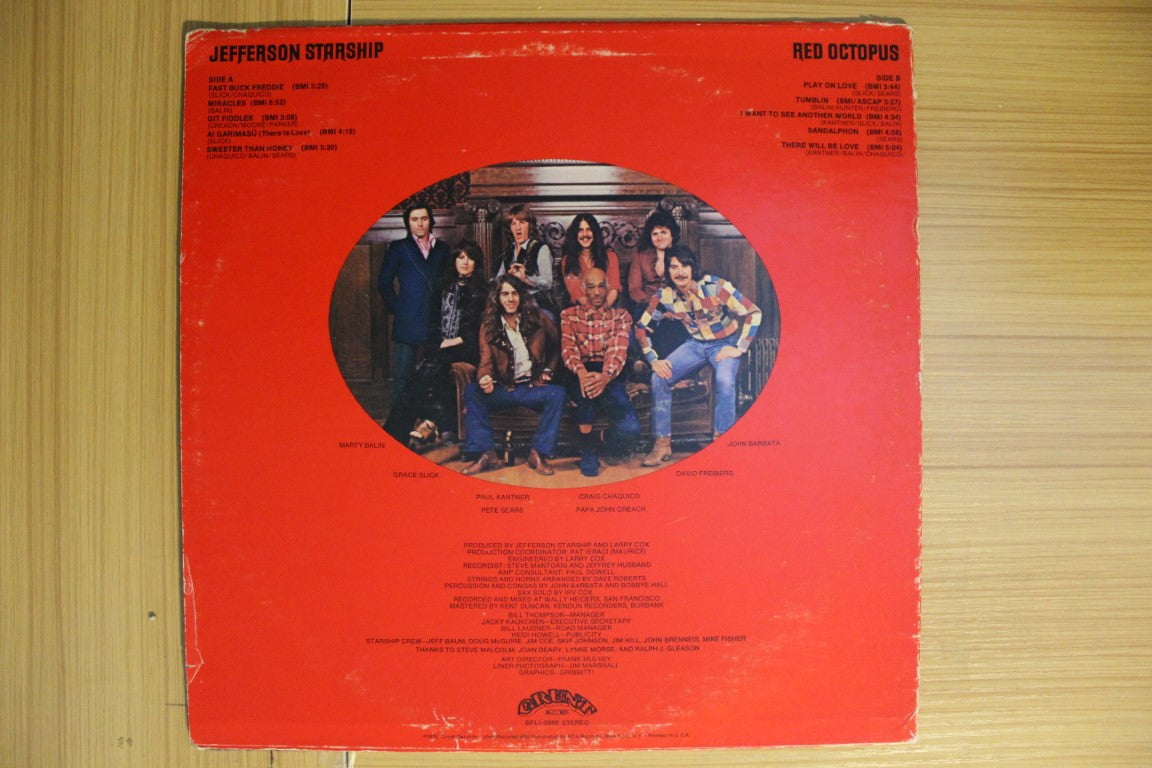 JEFFERSON STARSHIP
SIDE A
FAST BUCK FREDDIE (BMI 3:28)
(SLICK/CHAQUICO)
MIRACLES (BMI 6:52)
(BALIN)
GIT FIDDLER (BMI 3:08)
(CREACH/MOORE/PARKER)
AI GARIMASŪ (There is Love) (BMI 4:15)
(SLICK)
SWEETER THAN HONEY (BMI 3:20)
(CHAQUICO/BALIN/SEARS)
RED OCTOPUS
SIDE B
PLAY ON LOVE (BMI 3:44)
(SLICK/SEARS)
TUMBLIN (BMI/ASCAP 3:27)
(BALIN/HUNTER/FREIBERG)
I WANT TO SEE ANOTHER WORLD (BMI 4:34)
(KANTNER/SLICK/BALIN)
SANDALPHON (BMI 4:08)
(SEARS)
THERE WILL BE LOVE (BMI 5:04)
(KANTNER/BALIN/CHAQUICO)
MARTY BALIN
JOHN BARBATA
GRACE SLICK
DAVID FREIBERG
PAUL KANTNER
CRAIG CHAQUICO
PETE SEARS
PAPA JOHN CREACH
PRODUCED BY JEFFERSON STARSHIP AND LARRY COX
PRODUCTION COORDINATOR: PAT IERACI (MAURICE)
ENGINEERED BY LARRY COX
RECORDIST: STEVE MANTOANI AND JEFFREY HUSBAND
AMP CONSULTANT: PAUL DOWELL
STRINGS AND HORNS ARRANGED BY DAVE ROBERTS
PERCUSSION AND CONGAS BY JOHN BARBATA AND BOBBYE HALL
SAX SOLO BY IRV COX
RECORDED AND MIXED AT WALLY HEIDERS, SAN FRANCISCO
MASTERED BY KENT DUNCAN, KENDUN RECORDERS, BURBANK
BILL THOMPSON—MANAGER
JACKY KAUKONEN—EXECUTIVE SECRETARY
BILL LAUDNER—ROAD MANAGER
HEIDI HOWELL—PUBLICITY
STARSHIP CREW—JEFF BAUM, DOUG McGUIRE, JIM COE, SKIP JOHNSON, JIM HILL, JOHN BRENNEIS, MIKE FISHER
THANKS TO STEVE MALCOLM, JOAN DEARY, LYNNE MORSE, AND RALPH J. GLEASON
ART DIRECTOR—FRANK MULVEY
LINER PHOTOGRAPH—JIM MARSHALL
GRAPHICS—GRIBBITT!
GRUNT
RECORDS
BFL1-0999 STEREO
Printed in U.S.A.